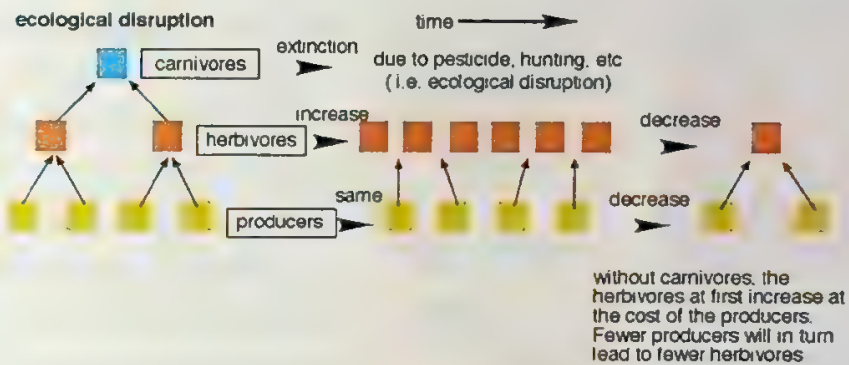 ecological disruption
time
carnivores
extinction
due to pesticide, hunting, etc
(i.e. ecological disruption)
herbivores
increase
decrease
producers
same
decrease
without carnivores, the
herbivores at first increase at
the cost of the producers.
Fewer producers will in turn
lead to fewer herbivores